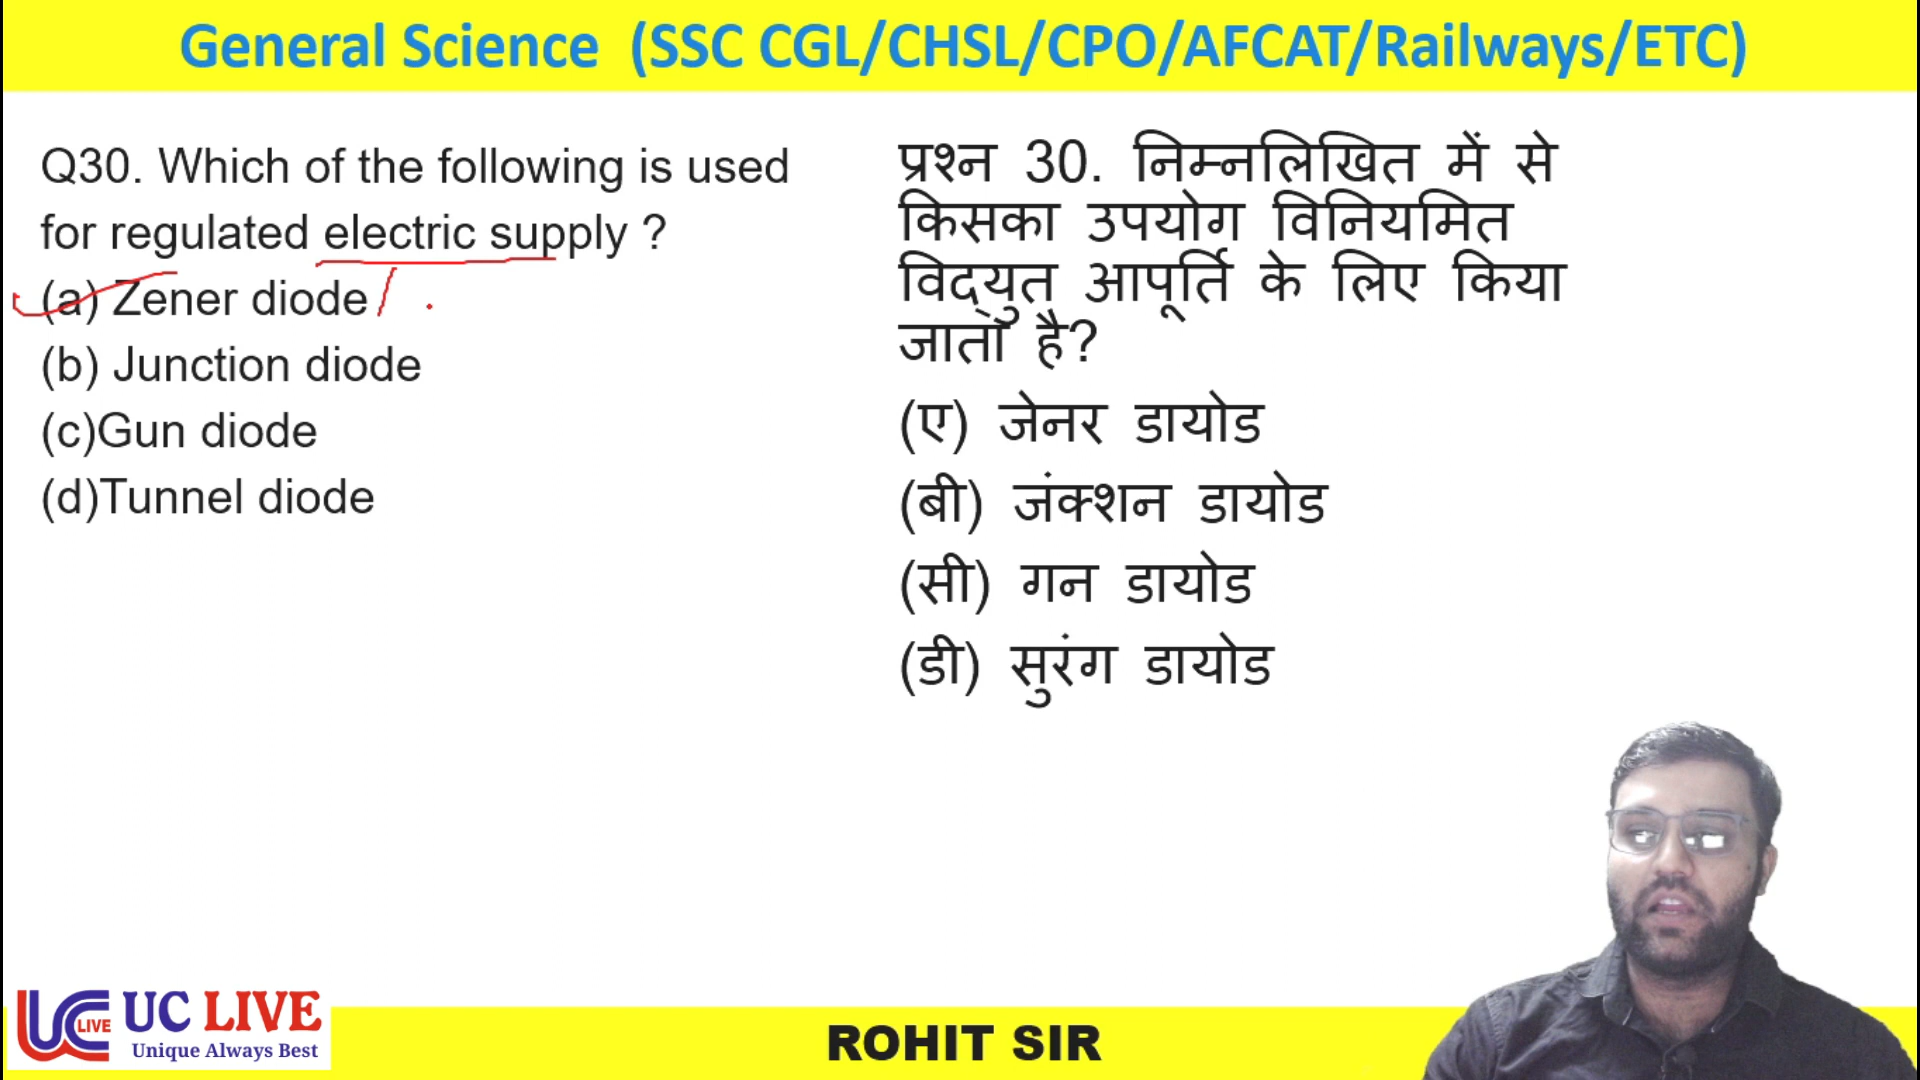 General Science (SSC CGL/CHSL/CPO/AFCAT/Railways/ETC)
Q30. Which of the following is used
for regulated electric supply ?
(a) Zener diode
(b) Junction diode
(c)Gun diode
(d)Tunnel diode
प्रश्न 30. निम्नलिखित में से
किसका उपयोग विनियमित
विद्युत आपूर्ति के लिए किया
जाता है?
(ए) जेनर डायोड
(बी) जंक्शन डायोड
(सी) गन डायोड
(डी) सुरंग डायोड
UC LIVE UC LIVE
Unique Always Best
ROHIT SIR